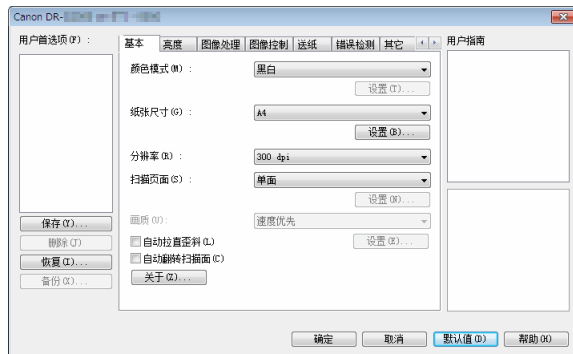 Canon DR-
用户首选项(F) :
基本 亮度 图像处理 图像控制 送纸 错误检测 其它
用户指南
颜色模式(M) :
黑白
设置(T)...
纸张尺寸(G) :
A4
设置(B)...
分辨率(R) :
300 dpi
扫描页面(S) :
单面
设置(N)...
画质(U):
速度优先
自动拉直歪斜(L)
设置(E)...
自动翻转扫描面(C)
关于(Z)...
保存(Y)...
删除(J)
恢复(I)...
备份(X)...
确定 取消 默认值(D) 帮助(H)